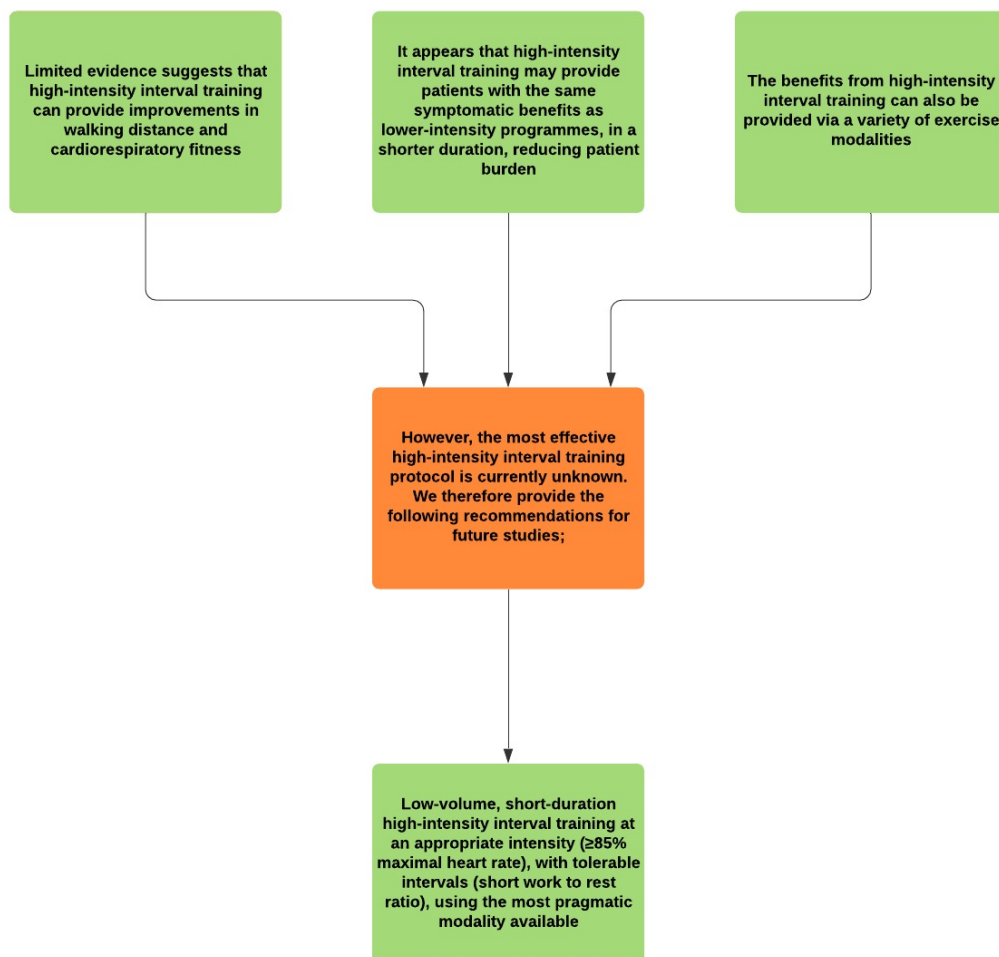 Limited evidence suggests that
high-intensity interval training
can provide improvements in
walking distance and
cardiorespiratory fitness
It appears that high-intensity
interval training may provide
patients with the same
symptomatic benefits as
lower-intensity programmes, in
a shorter duration, reducing patient
burden
The benefits from high-intensity
interval training can also be
provided via a variety of exercise
modalities
However, the most effective
high-intensity interval training
protocol is currently unknown.
We therefore provide the
following recommendations for
future studies;
Low-volume, short-duration
high-intensity interval training at
an appropriate intensity (≥85%
maximal heart rate), with tolerable
intervals (short work to rest
ratio), using the most pragmatic
modality available